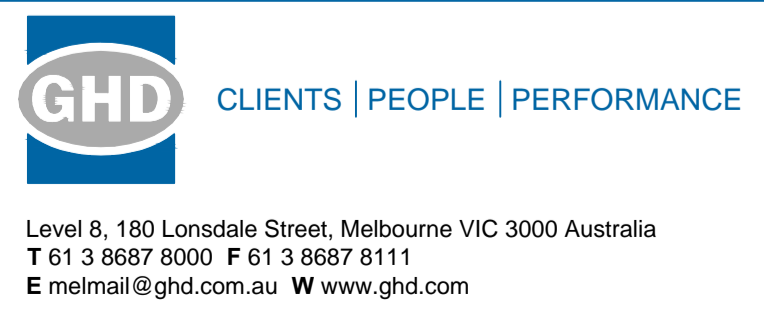 GHD
CLIENTS | PEOPLE | PERFORMANCE
Level 8, 180 Lonsdale Street, Melbourne VIC 3000 Australia
T 61 3 8687 8000 F 61 3 8687 8111
E melmail@ghd.com.au W www.ghd.com